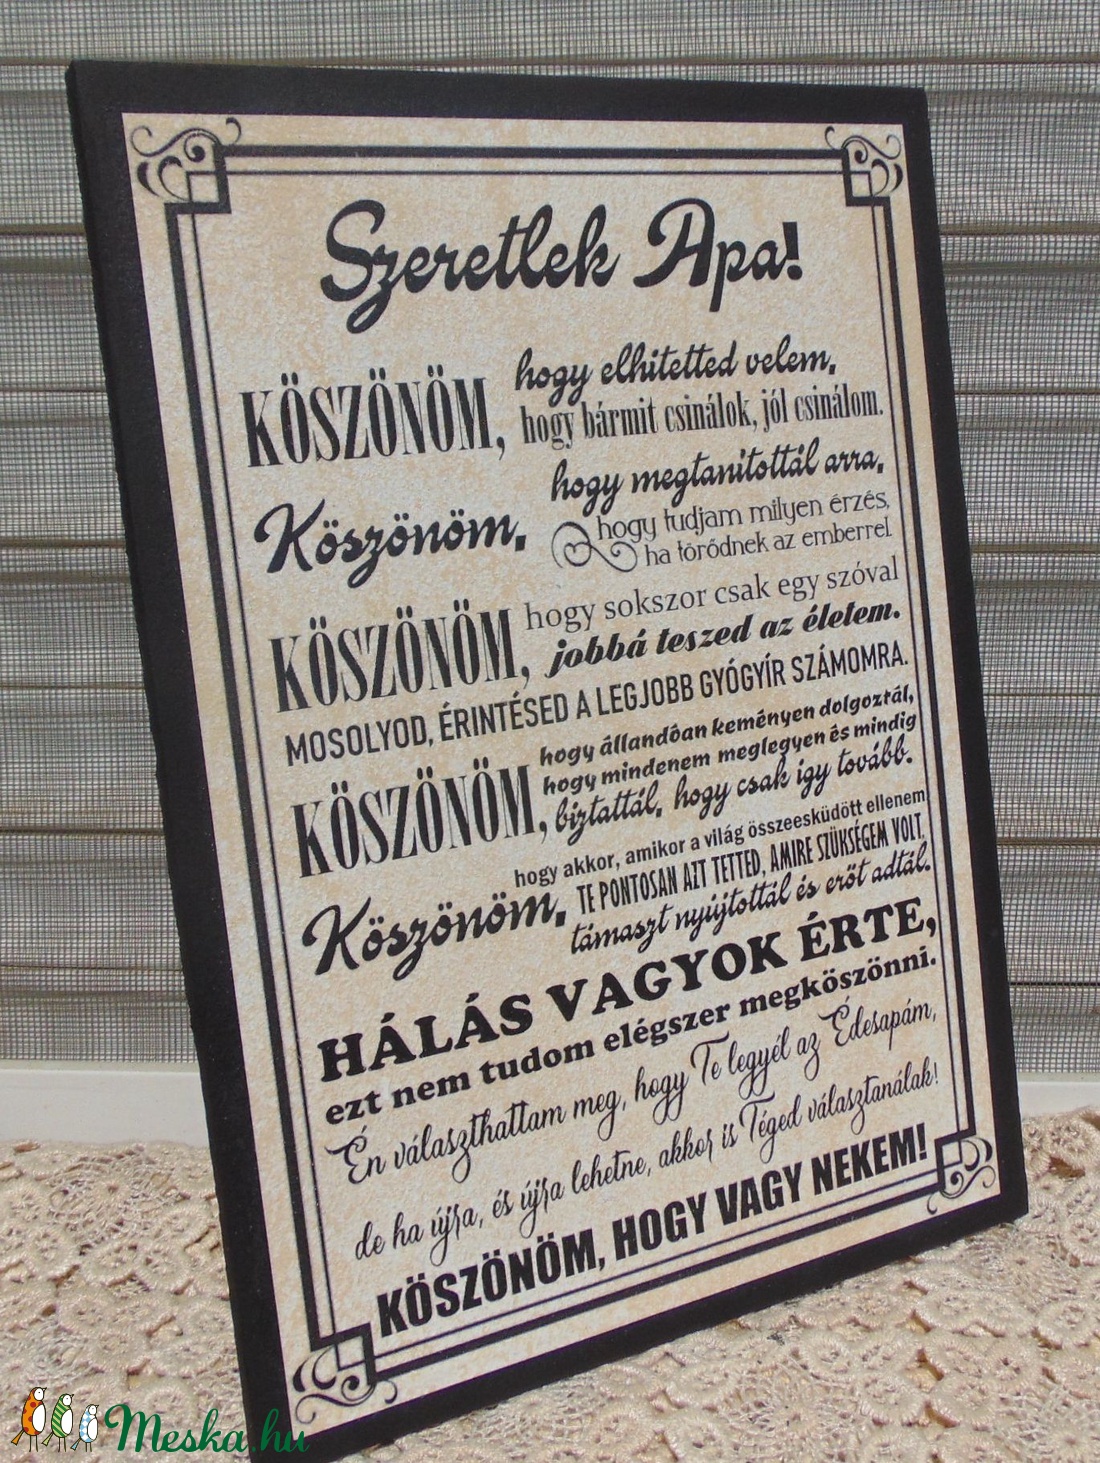 Szeretlek Apa!
KÖSZÖNÖM, hogy elhitetted velem,
hogy bármit csinálok, jól csinálom.
Köszönöm, hogy megtanítottál arra,
hogy tudjam milyen érzés,
ha törődnek az emberrel
KÖSZÖNÖM, hogy sokszor csak egy szóval
jobbá teszed az életem.
MOSOLYOD, ÉRINTÉSED A LEGJOBB GYÓGYÍR SZÁMOMRA.
KÖSZÖNÖM, hogy állandóan keményen dolgoztál,
hogy mindenem meglegyen és mindig
biztattál, hogy csak így tovább.
Köszönöm, hogy akkor, amikor a világ összeesküdött ellenem
TE PONTOSAN AZT TETTED, AMIRE SZÜKSÉGEM VOLT,
támaszt nyújtottál és erőt adtál.
HÁLÁS VAGYOK ÉRTE,
ezt nem tudom elégszer megköszönni.
Én választhattam meg, hogy Te legyél az Édesapám,
de ha újra, és újra lehetne, akkor is Téged választanálak!
KÖSZÖNÖM, HOGY VAGY NEKEM!
Meska.hu